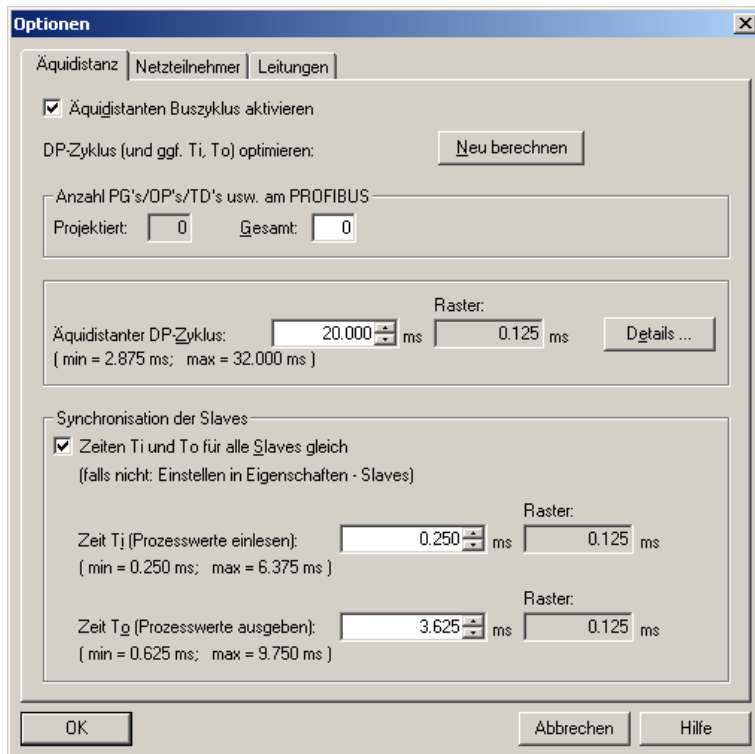 Optionen
Äquidistanz Netzteilnehmer Leitungen
Äquidistanten Buszyklus aktivieren
DP-Zyklus (und ggf. Ti, To) optimieren: Neu berechnen
Anzahl PG's/OP's/TD's usw. am PROFIBUS
Projektiert: 0 Gesamt: 0
Raster:
Äquidistanter DP-Zyklus: 20.000 ms 0.125 ms Details ...
( min = 2.875 ms; max = 32.000 ms )
Synchronisation der Slaves
Zeiten Ti und To für alle Slaves gleich
(falls nicht: Einstellen in Eigenschaften - Slaves)
Raster:
Zeit Ti (Prozesswerte einlesen): 0.250 ms 0.125 ms
( min = 0.250 ms; max = 6.375 ms )
Raster:
Zeit To (Prozesswerte ausgeben): 3.625 ms 0.125 ms
( min = 0.625 ms; max = 9.750 ms )
OK Abbrechen Hilfe